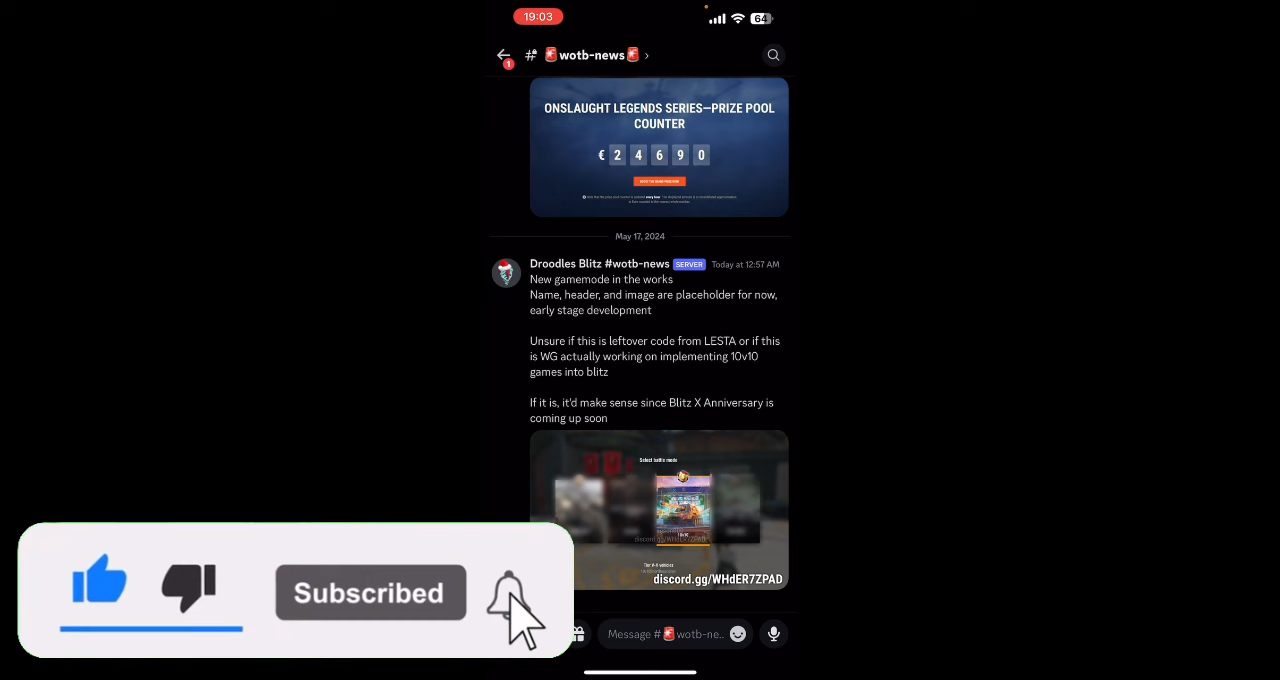 19:03
64
1
# 🚨wotb-news🚨 ›
ONSLAUGHT LEGENDS SERIES—PRIZE POOL
COUNTER
€ 2 4 6 9 0
May 17, 2024
Droodles Blitz #wotb-news SERVER Today at 12:57 AM
New gamemode in the works
Name, header, and image are placeholder for now,
early stage development
Unsure if this is leftover code from LESTA or if this
is WG actually working on implementing 10v10
games into blitz
If it is, it'd make sense since Blitz X Anniversary is
coming up soon
Select battle mode
discord.gg/WHdER7ZPAD
Subscribed
Message #🚨wotb-ne..